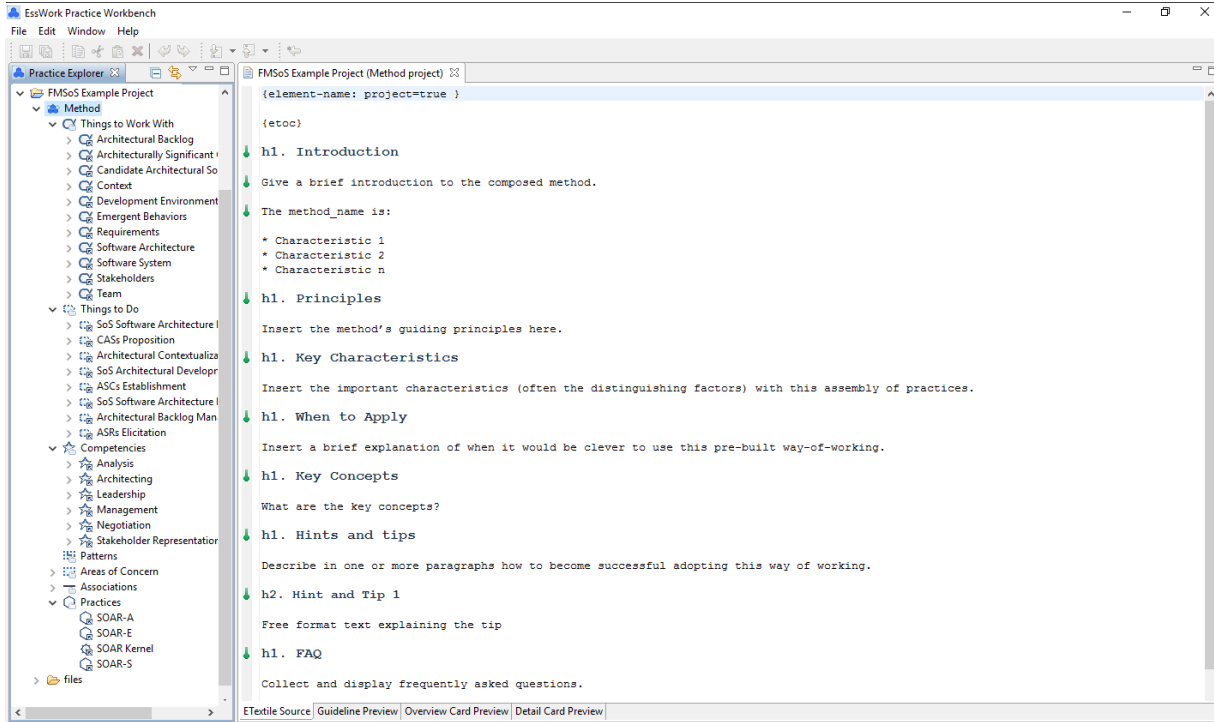 EssWork Practice Workbench
File Edit Window Help
Practice Explorer
FMSoS Example Project
Method
Things to Work With
Architectural Backlog
Architecturally Significant
Candidate Architectural So
Context
Development Environment
Emergent Behaviors
Requirements
Software Architecture
Software System
Stakeholders
Team
Things to Do
SoS Software Architecture
CASs Proposition
Architectural Contextualiza
SoS Architectural Developr
ASCs Establishment
SoS Software Architecture
Architectural Backlog Man
ASRs Elicitation
Competencies
Analysis
Architecting
Leadership
Management
Negotiation
Stakeholder Representation
Patterns
Areas of Concern
Associations
Practices
SOAR-A
SOAR-E
SOAR Kernel
SOAR-S
files
FMSoS Example Project (Method project)
{element-name: project=true }
{etoc}
h1. Introduction
Give a brief introduction to the composed method.
The method_name is:
* Characteristic 1
* Characteristic 2
* Characteristic n
h1. Principles
Insert the method's guiding principles here.
h1. Key Characteristics
Insert the important characteristics (often the distinguishing factors) with this assembly of practices.
h1. When to Apply
Insert a brief explanation of when it would be clever to use this pre-built way-of-working.
h1. Key Concepts
What are the key concepts?
h1. Hints and tips
Describe in one or more paragraphs how to become successful adopting this way of working.
h2. Hint and Tip 1
Free format text explaining the tip
h1. FAQ
Collect and display frequently asked questions.
ETextile Source Guideline Preview Overview Card Preview Detail Card Preview